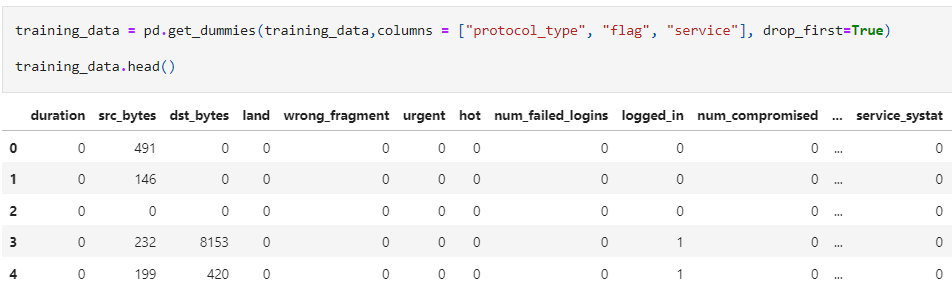 training_data = pd.get_dummies(training_data,columns = ["protocol_type", "flag", "service"], drop_first=True)
training_data.head()
duration src_bytes dst_bytes land wrong_fragment urgent hot num_failed_logins logged_in num_compromised ... service_systat
0 0 491 0 0 0 0 0 0 0 0 ... 0
1 0 146 0 0 0 0 0 0 0 0 ... 0
2 0 0 0 0 0 0 0 0 0 0 ... 0
3 0 232 8153 0 0 0 0 0 1 0 ... 0
4 0 199 420 0 0 0 0 0 1 0 ... 0